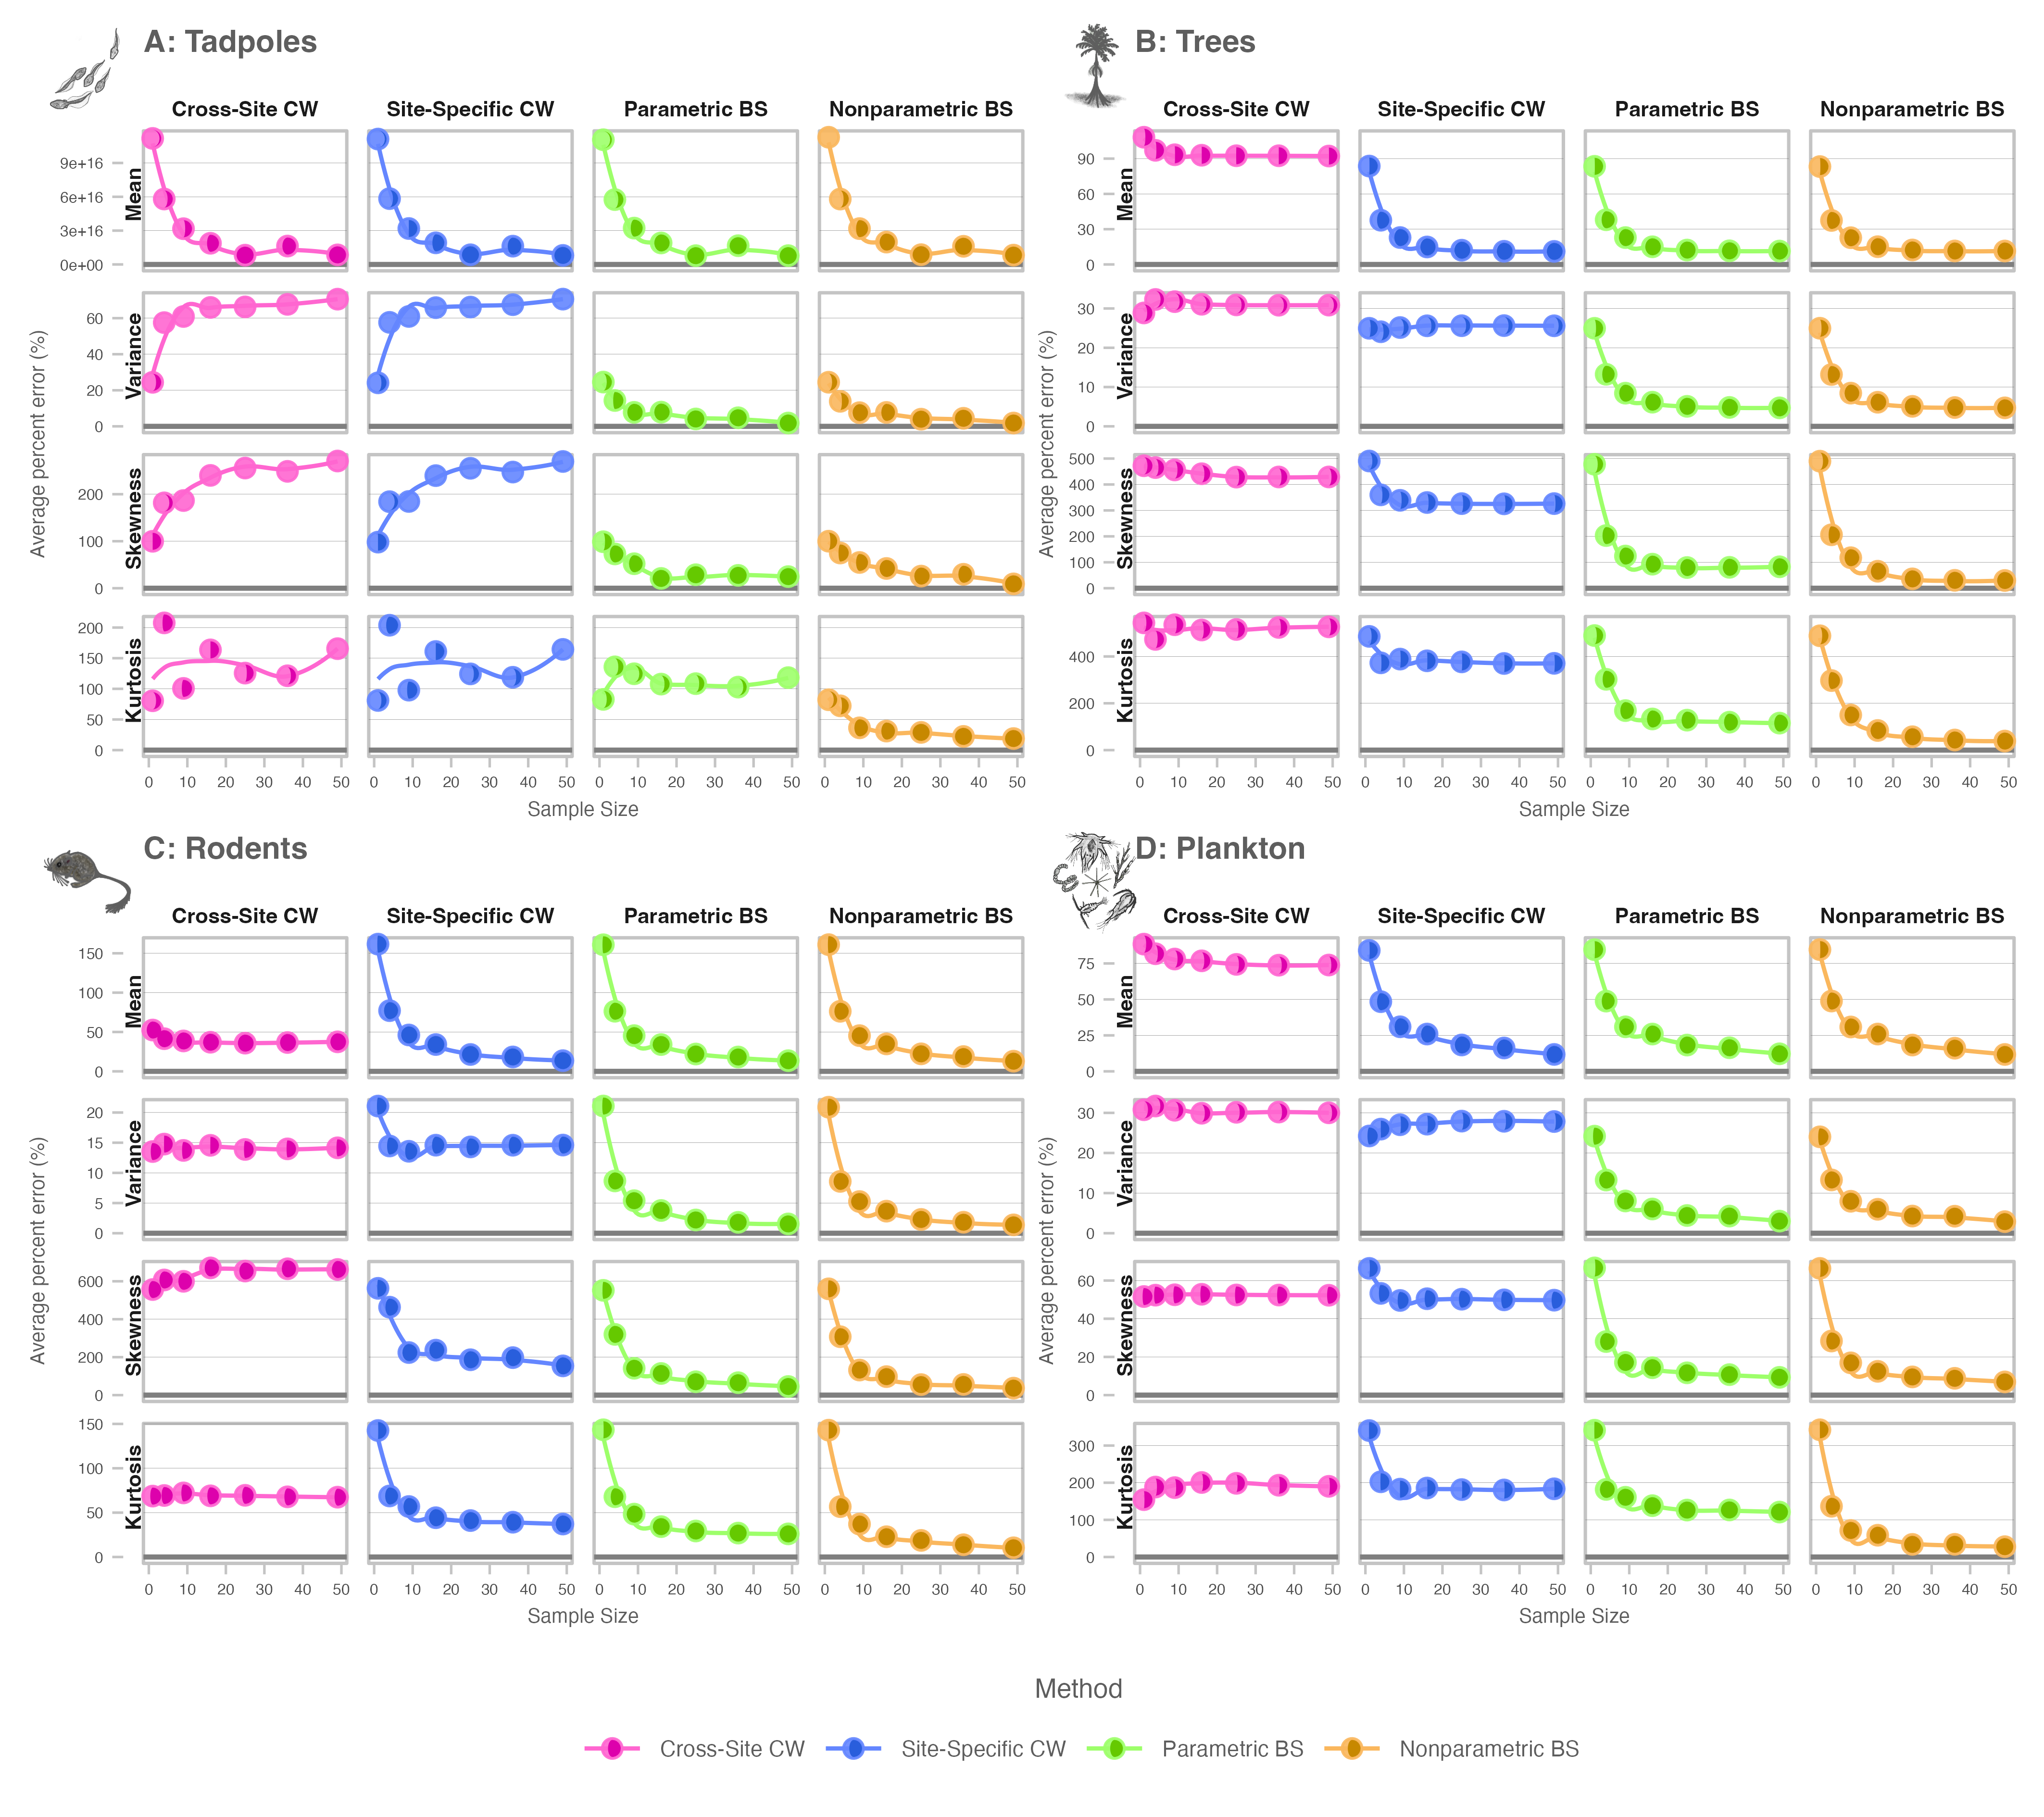 A: Tadpoles
Cross-Site CW Site-Specific CW Parametric BS Nonparametric BS
Average percent error (%)
Mean
9e+16
6e+16
3e+16
0e+00
Variance
60
40
20
0
Skewness
200
100
0
Kurtosis
200
150
100
50
0
0 10 20 30 40 50 0 10 20 30 40 50 0 10 20 30 40 50 0 10 20 30 40 50
Sample Size
B: Trees
Cross-Site CW Site-Specific CW Parametric BS Nonparametric BS
Average percent error (%)
Mean
90
60
30
0
Variance
30
20
10
0
Skewness
500
400
300
200
100
0
Kurtosis
400
200
0
0 10 20 30 40 50 0 10 20 30 40 50 0 10 20 30 40 50 0 10 20 30 40 50
Sample Size
C: Rodents
Cross-Site CW Site-Specific CW Parametric BS Nonparametric BS
Average percent error (%)
Mean
150
100
50
0
Variance
20
15
10
5
0
Skewness
600
400
200
0
Kurtosis
150
100
50
0
0 10 20 30 40 50 0 10 20 30 40 50 0 10 20 30 40 50 0 10 20 30 40 50
Sample Size
D: Plankton
Cross-Site CW Site-Specific CW Parametric BS Nonparametric BS
Average percent error (%)
Mean
75
50
25
0
Variance
30
20
10
0
Skewness
60
40
20
0
Kurtosis
300
200
100
0
0 10 20 30 40 50 0 10 20 30 40 50 0 10 20 30 40 50 0 10 20 30 40 50
Sample Size
Method
Cross-Site CW Site-Specific CW Parametric BS Nonparametric BS